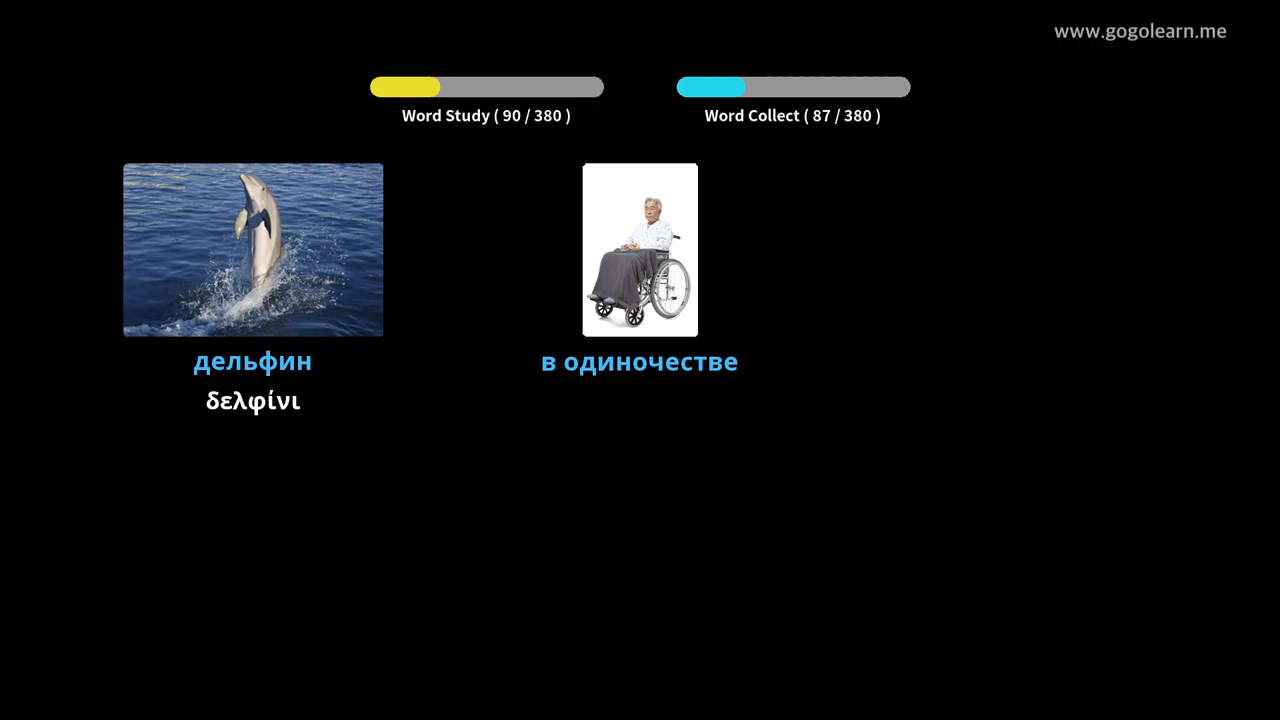 www.gogolearn.me
Word Study ( 90 / 380 )
Word Collect ( 87 / 380 )
дельфин
δελφίνι
в одиночестве